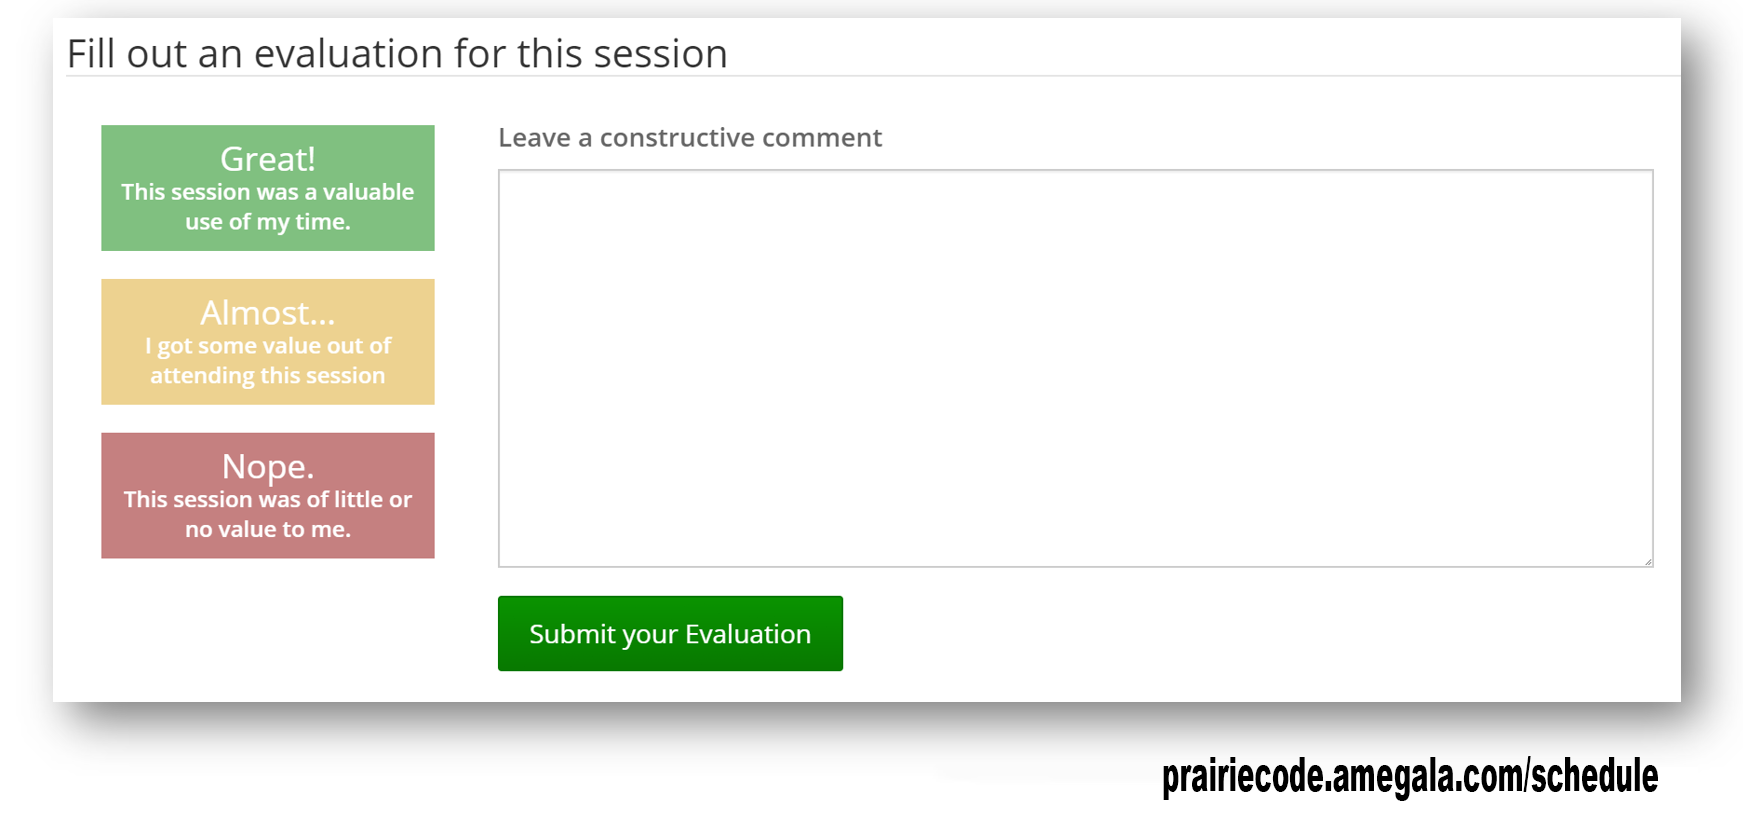 Fill out an evaluation for this session
Great!
This session was a valuable
use of my time.
Almost...
I got some value out of
attending this session
Nope.
This session was of little or
no value to me.
Leave a constructive comment
Submit your Evaluation
prairiecode.amegala.com/schedule